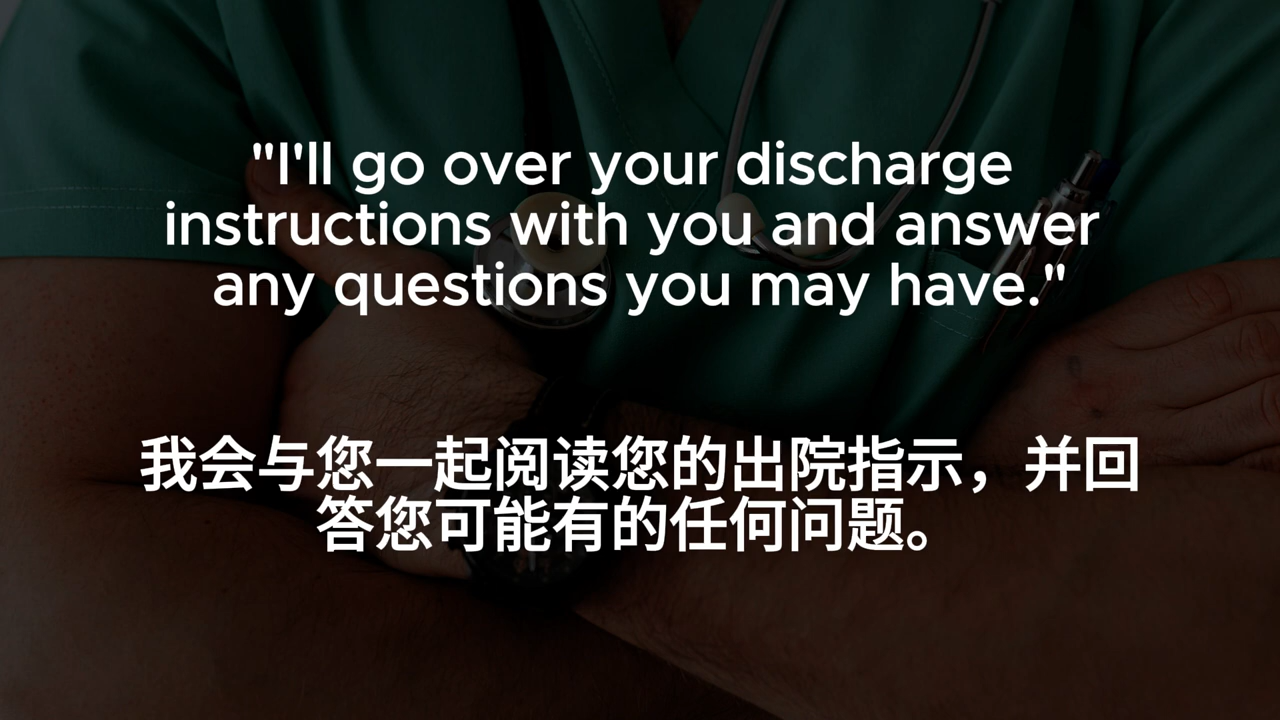 "I'll go over your discharge
instructions with you and answer
any questions you may have."
我会与您一起阅读您的出院指示，并回
答您可能有的任何问题。